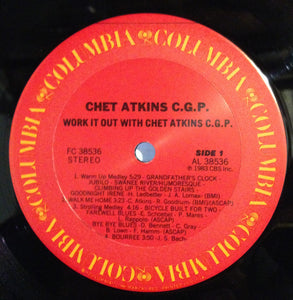 COLUMBIA COLUMBIA COLUMBIA COLUMBIA COLUMBIA COLUMBIA
CHET ATKINS C.G.P.
WORK IT OUT WITH CHET ATKINS C.G.P.
FC 38536
STEREO
SIDE 1
AL 38536
℗ 1983 CBS Inc.
1. Warm Up Medley 5:29 - GRANDFATHER'S CLOCK -
JUBILO - SWANEE RIVER/HUMORESQUE -
CLIMBING UP THE GOLDEN STAIRS -
GOODNIGHT IRENE - H. Ledbetter - J. A. Lomax- (BMI)
2. WALK ME HOME 3:23 -C. Atkins - R. Goodrum- (BMI)(ASCAP)
3. Strolling Medley 4:16 - BICYCLE BUILT FOR TWO -
FAREWELL BLUES - E. Schoebel - P. Mares -
L. Rappolo - (ASCAP)
BYE BYE BLUES - D. Bennett - C. Gray -
B. Lown - F. Hamm - (ASCAP)
4. BOURREE 3:50 - J. S. Bach -